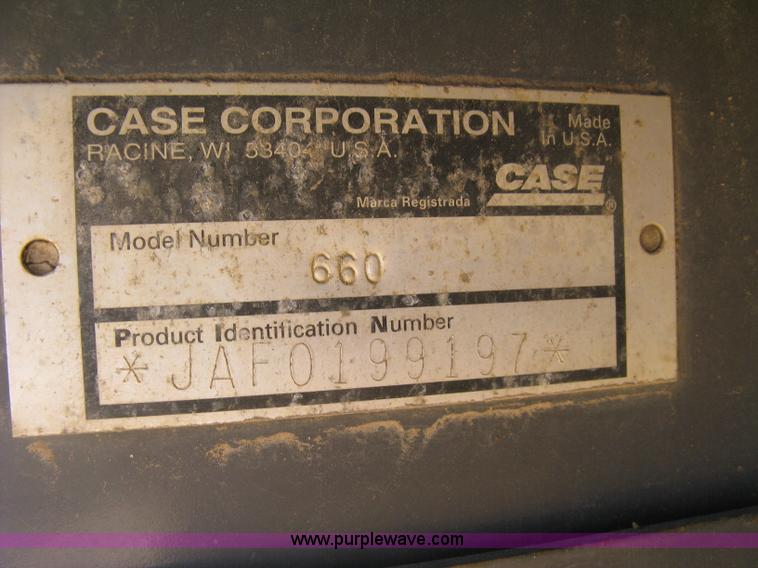 CASE CORPORATION
Made
In U.S.A.
RACINE, WI 53404 U.S.A.
CASE
Marca Registrada
®
Model Number
660
Product Identification Number
*JAF0199197*
www.purplewave.com